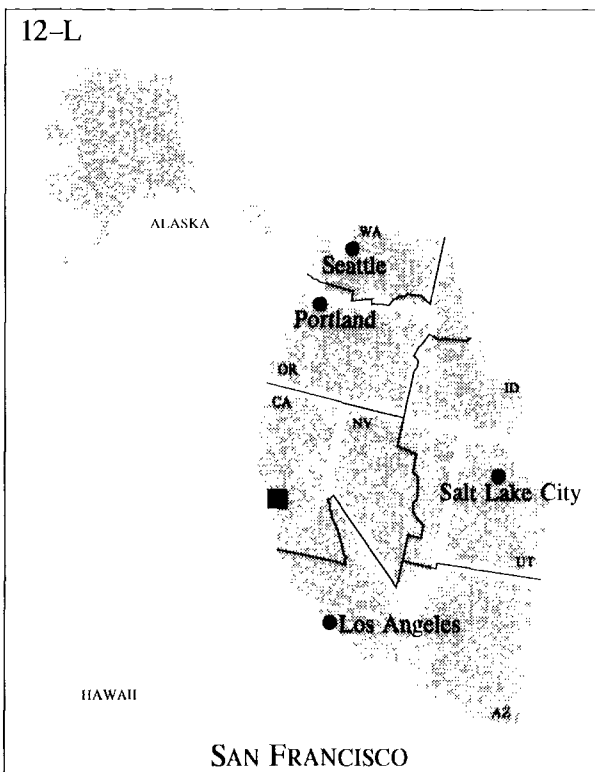 12–L
ALASKA
WA
Seattle
Portland
OR
CA
ID
NV
Salt Lake City
UT
Los Angeles
HAWAII
AZ
SAN FRANCISCO